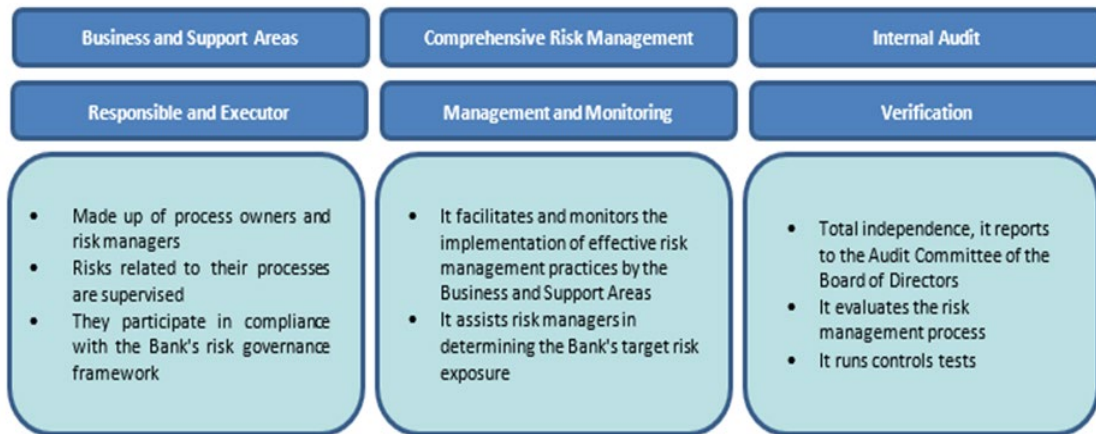 Business and Support Areas
Comprehensive Risk Management
Internal Audit
Responsible and Executor
Management and Monitoring
Verification
• Made up of process owners and
risk managers
• Risks related to their processes
are supervised
• They participate in compliance
with the Bank's risk governance
framework
• It facilitates and monitors the
implementation of effective risk
management practices by the
Business and Support Areas
• It assists risk managers in
determining the Bank's target risk
exposure
• Total independence, it reports
to the Audit Committee of the
Board of Directors
• It evaluates the risk
management process
• It runs controls tests